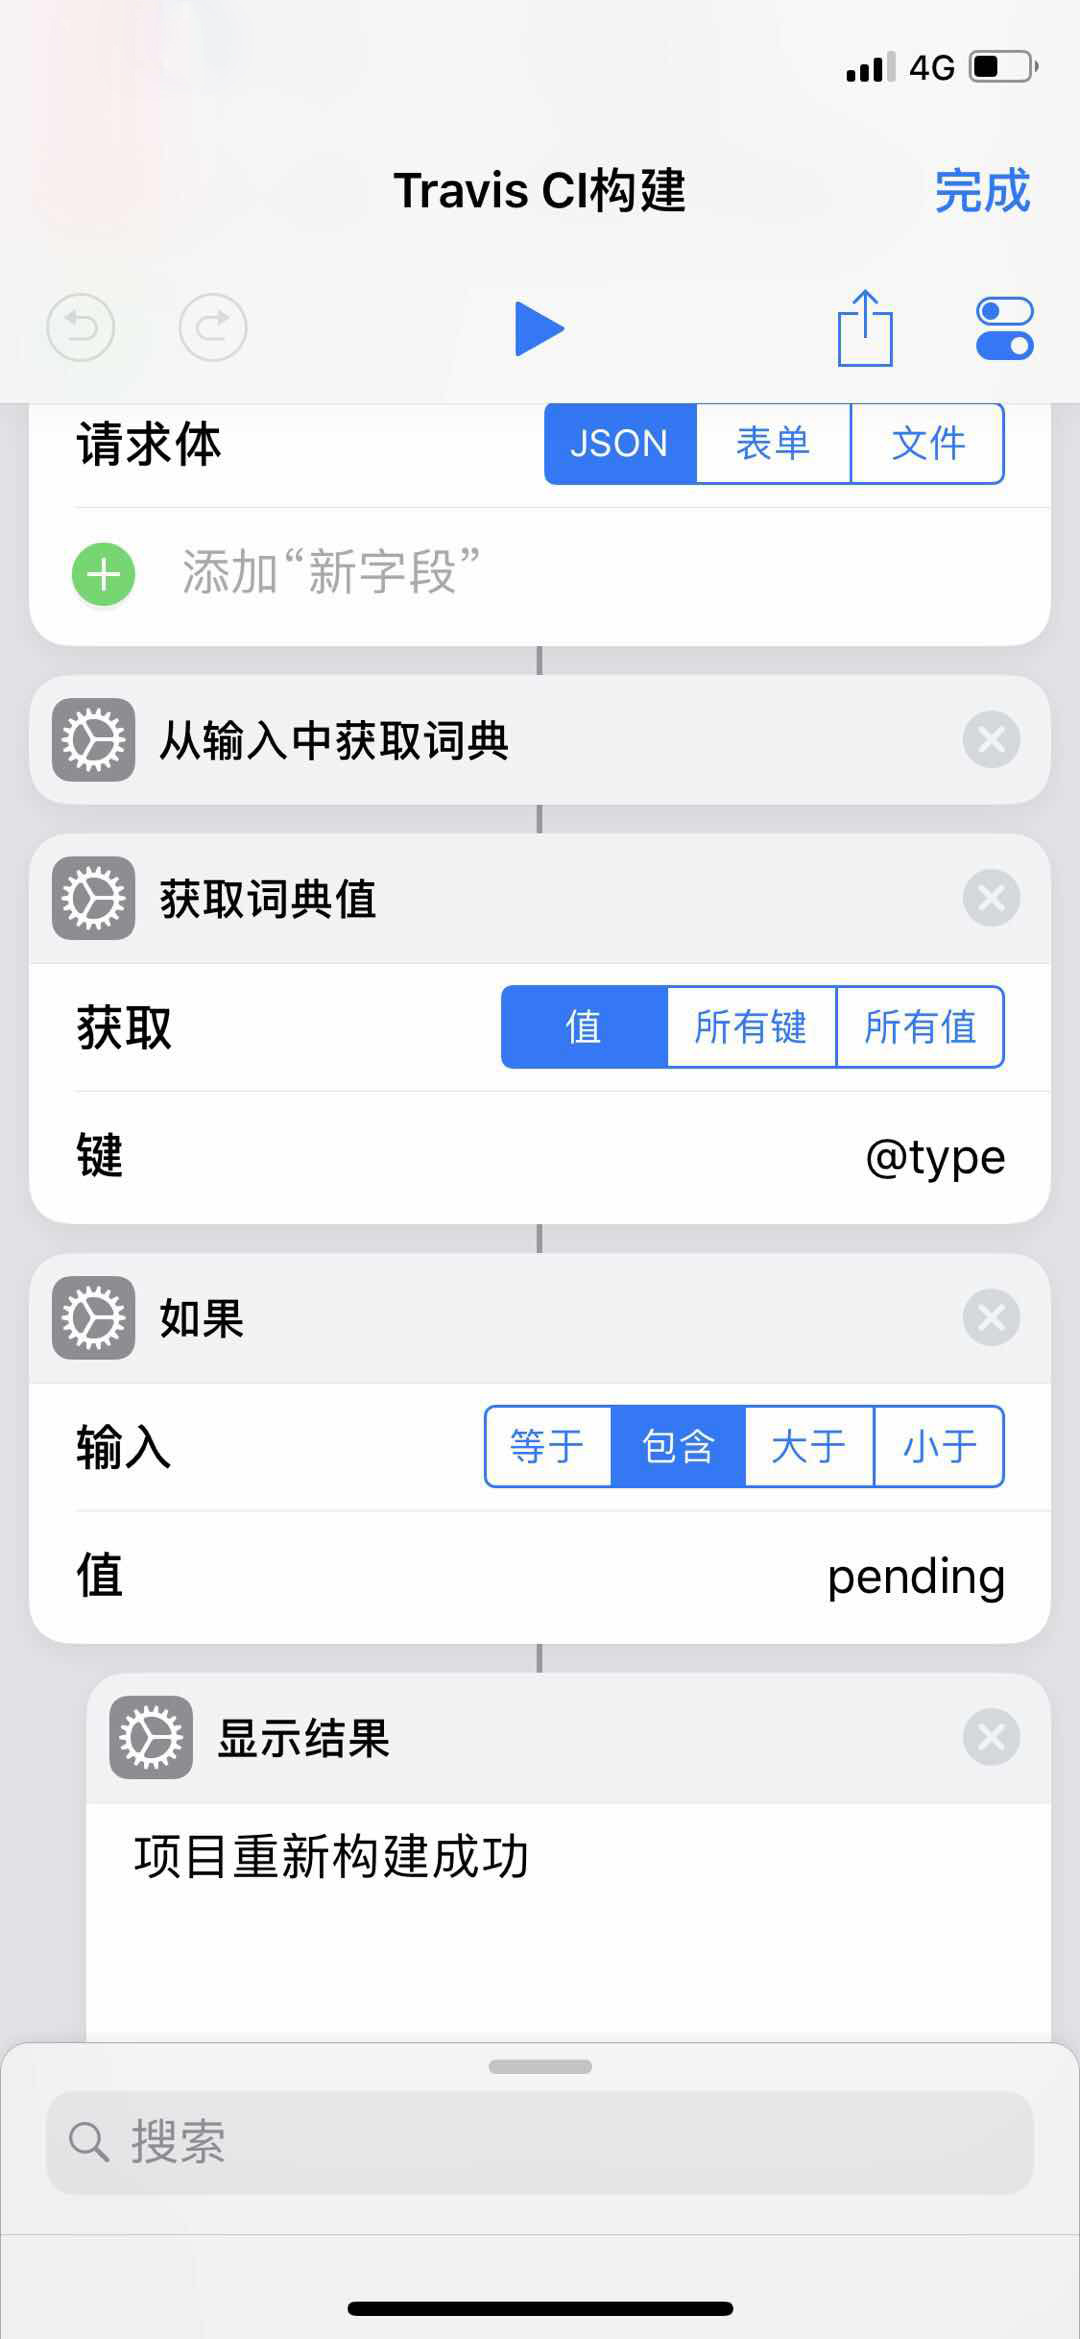 4G
Travis CI构建
完成
请求体
JSON
表单
文件
添加“新字段”
从输入中获取词典
获取词典值
获取
值
所有键
所有值
键
@type
如果
输入
等于
包含
大于
小于
值
pending
显示结果
项目重新构建成功
搜索